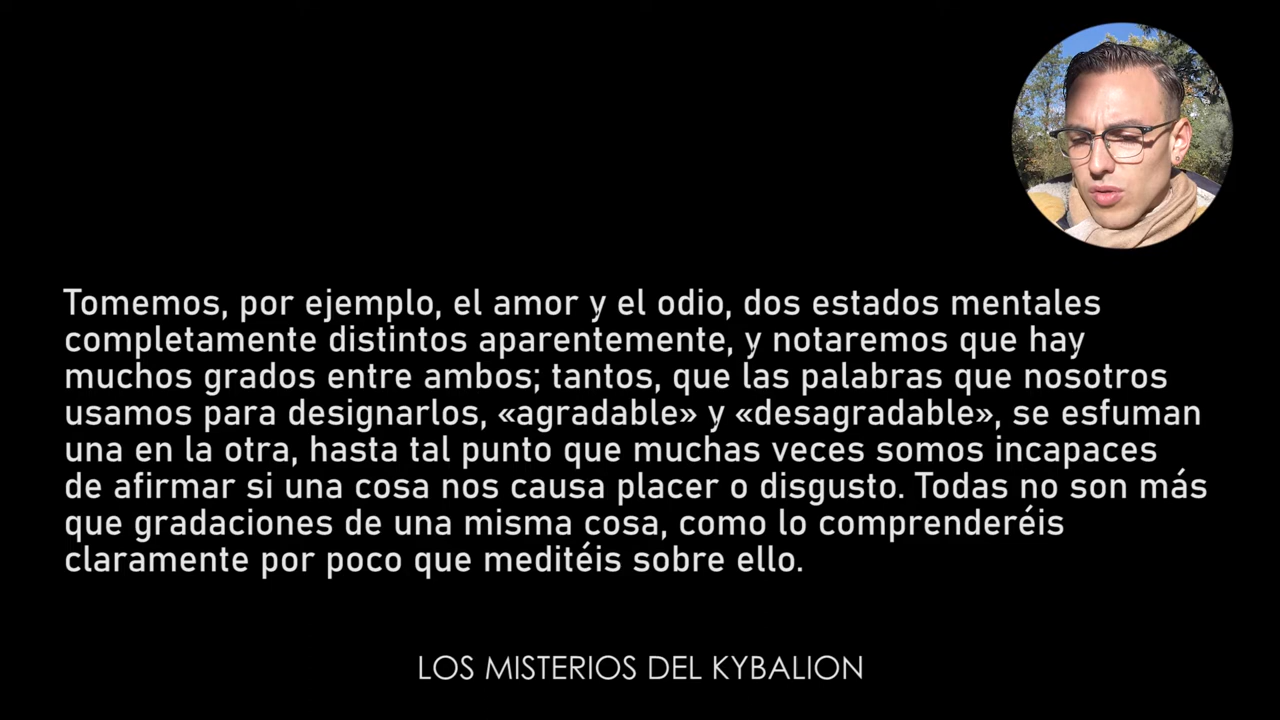 Tomemos, por ejemplo, el amor y el odio, dos estados mentales
completamente distintos aparentemente, y notaremos que hay
muchos grados entre ambos; tantos, que las palabras que nosotros
usamos para designarlos, «agradable» y «desagradable», se esfuman
una en la otra, hasta tal punto que muchas veces somos incapaces
de afirmar si una cosa nos causa placer o disgusto. Todas no son más
que gradaciones de una misma cosa, como lo comprenderéis
claramente por poco que meditéis sobre ello.
LOS MISTERIOS DEL KYBALION